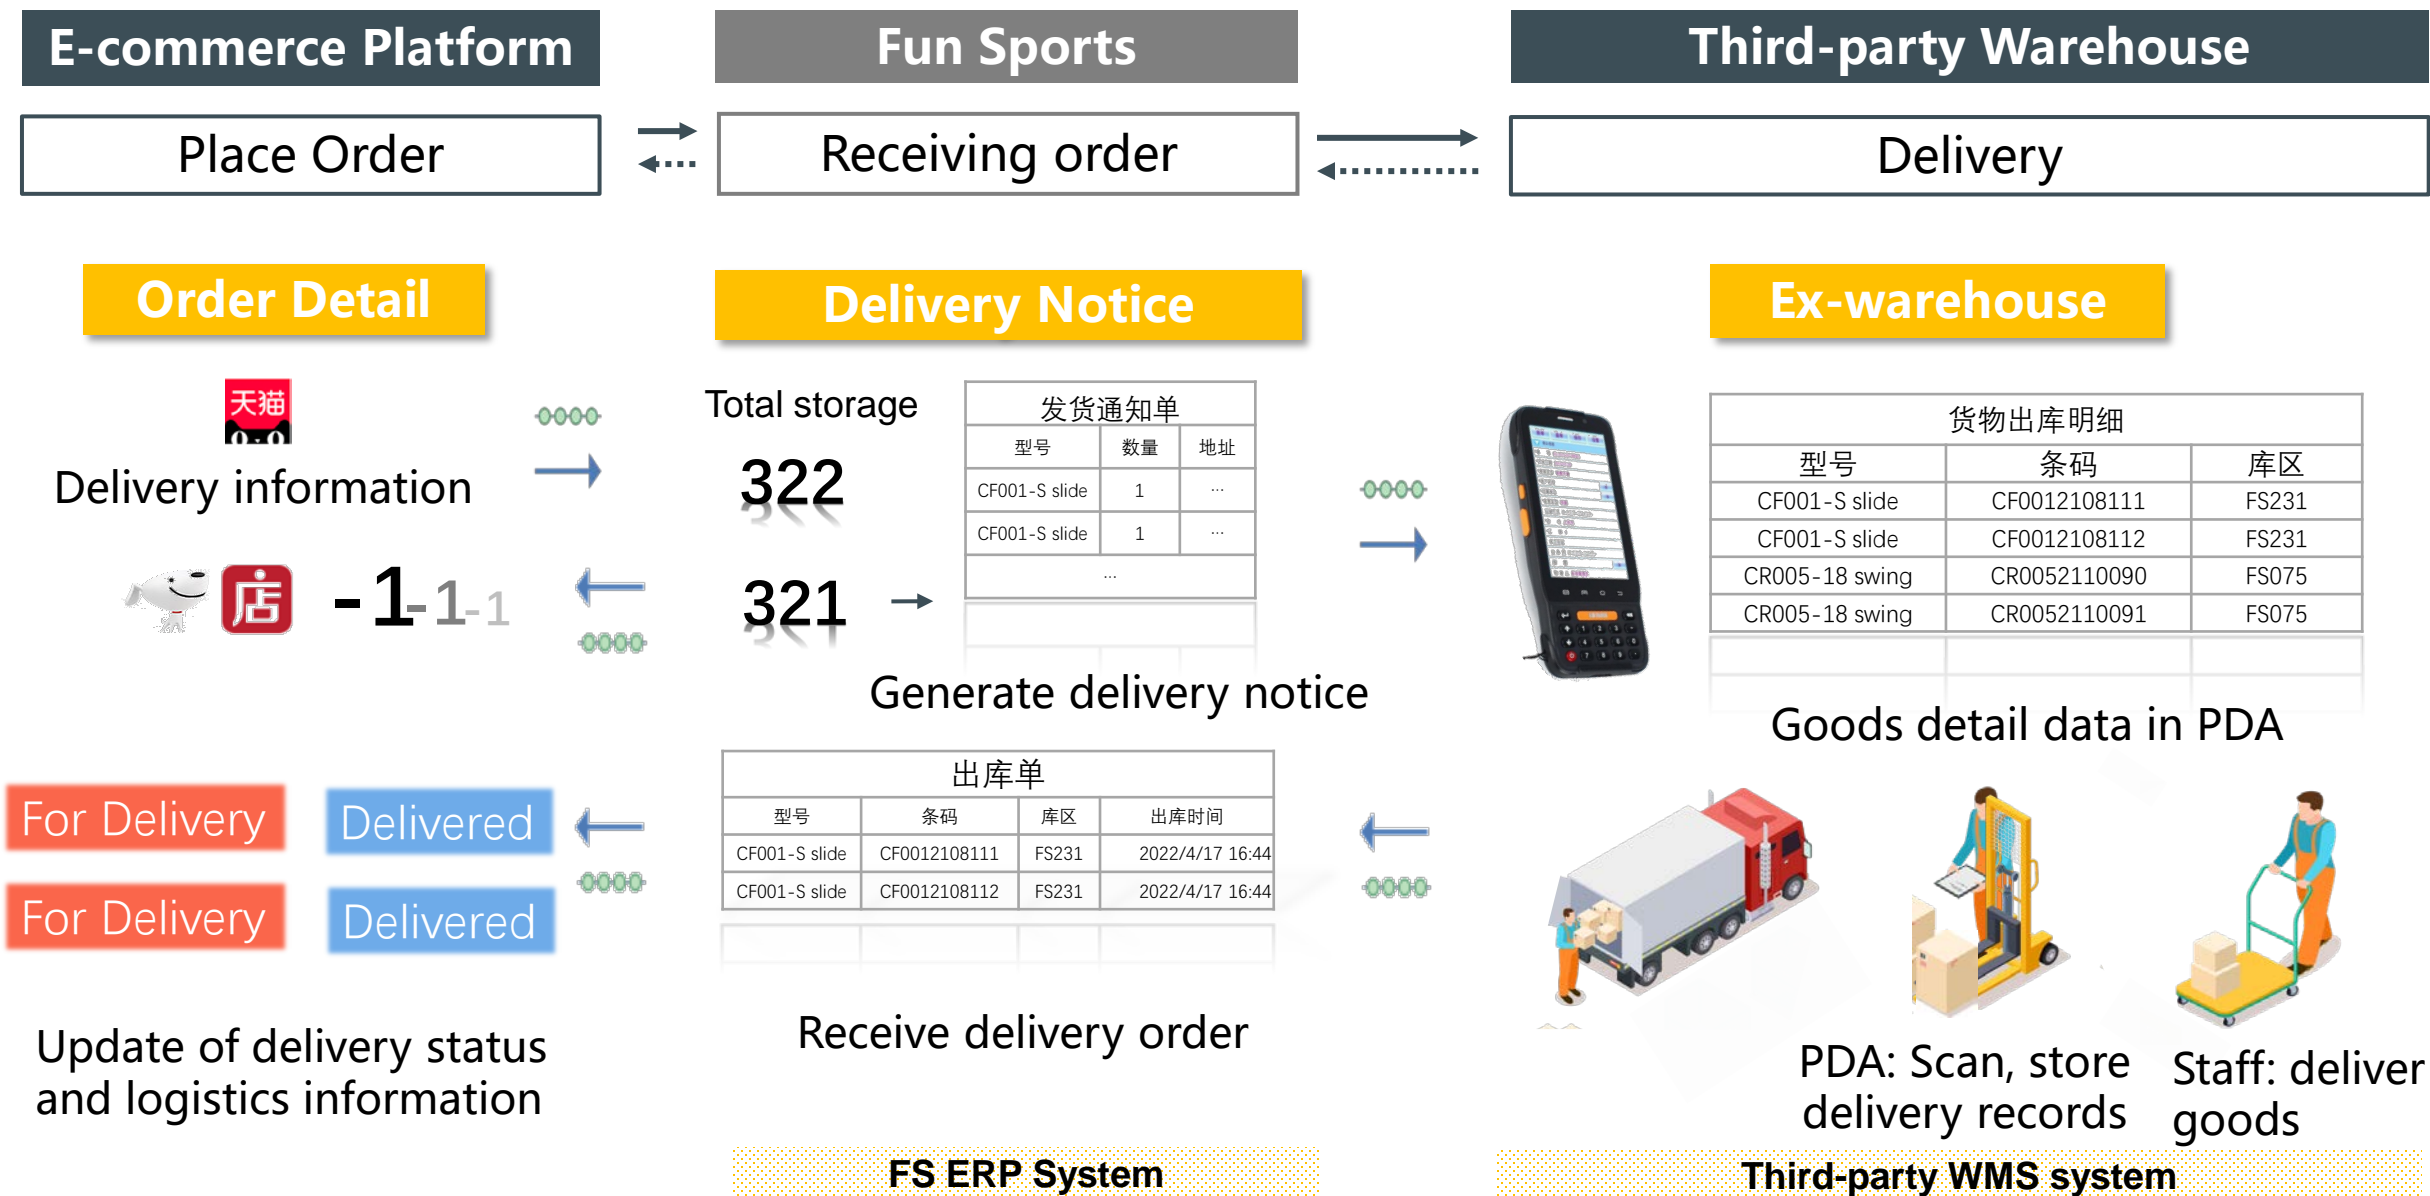 E-commerce Platform
Fun Sports
Third-party Warehouse
Place Order
Receiving order
Delivery
Order Detail
Delivery Notice
Ex-warehouse
天猫
Delivery information
店
-1-1-1
Total storage
322
321
发货通知单
型号 数量 地址
CF001-S slide 1 ...
CF001-S slide 1 ...
...
Generate delivery notice
货物出库明细
型号 条码 库区
CF001-S slide CF0012108111 FS231
CF001-S slide CF0012108112 FS231
CR005-18 swing CR0052110090 FS075
CR005-18 swing CR0052110091 FS075
Goods detail data in PDA
For Delivery Delivered
For Delivery Delivered
Update of delivery status
and logistics information
出库单
型号 条码 库区 出库时间
CF001-S slide CF0012108111 FS231 2022/4/17 16:44
CF001-S slide CF0012108112 FS231 2022/4/17 16:44
Receive delivery order
PDA: Scan, store
delivery records
Staff: deliver
goods
FS ERP System
Third-party WMS system